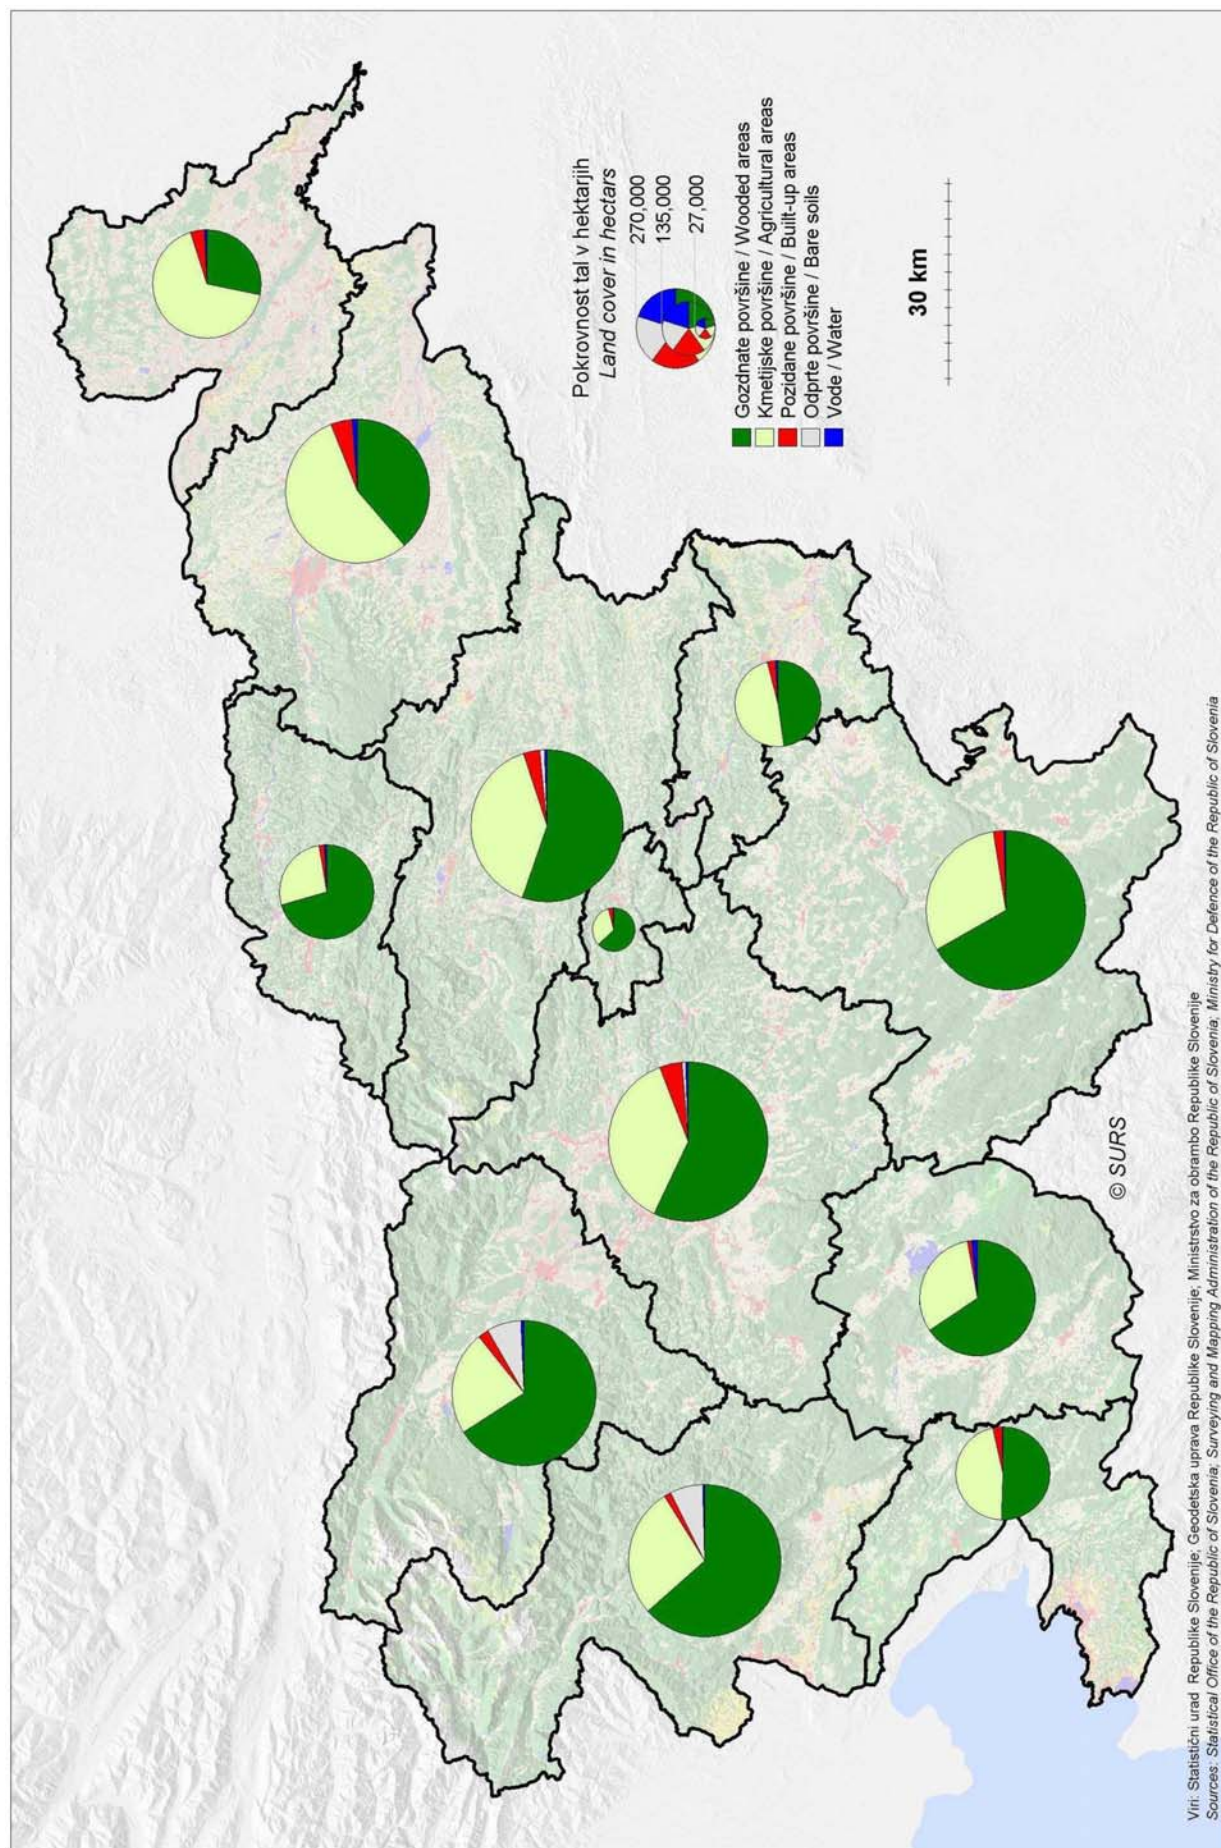 Pokrovnost tal v hektarjih
Land cover in hectars
270,000
135,000
27,000
Gozdnate površine / Wooded areas
Kmetijske površine / Agricultural areas
Pozidane površine / Built-up areas
Odprte površine / Bare soils
Vode / Water
30 km
© SURS
Viri: Statistični urad Republike Slovenije; Geodetska uprava Republike Slovenije; Ministrstvo za obrambo Republike Slovenije
Sources: Statistical Office of the Republic of Slovenia; Surveying and Mapping Administration of the Republic of Slovenia; Ministry for Defence of the Republic of Slovenia